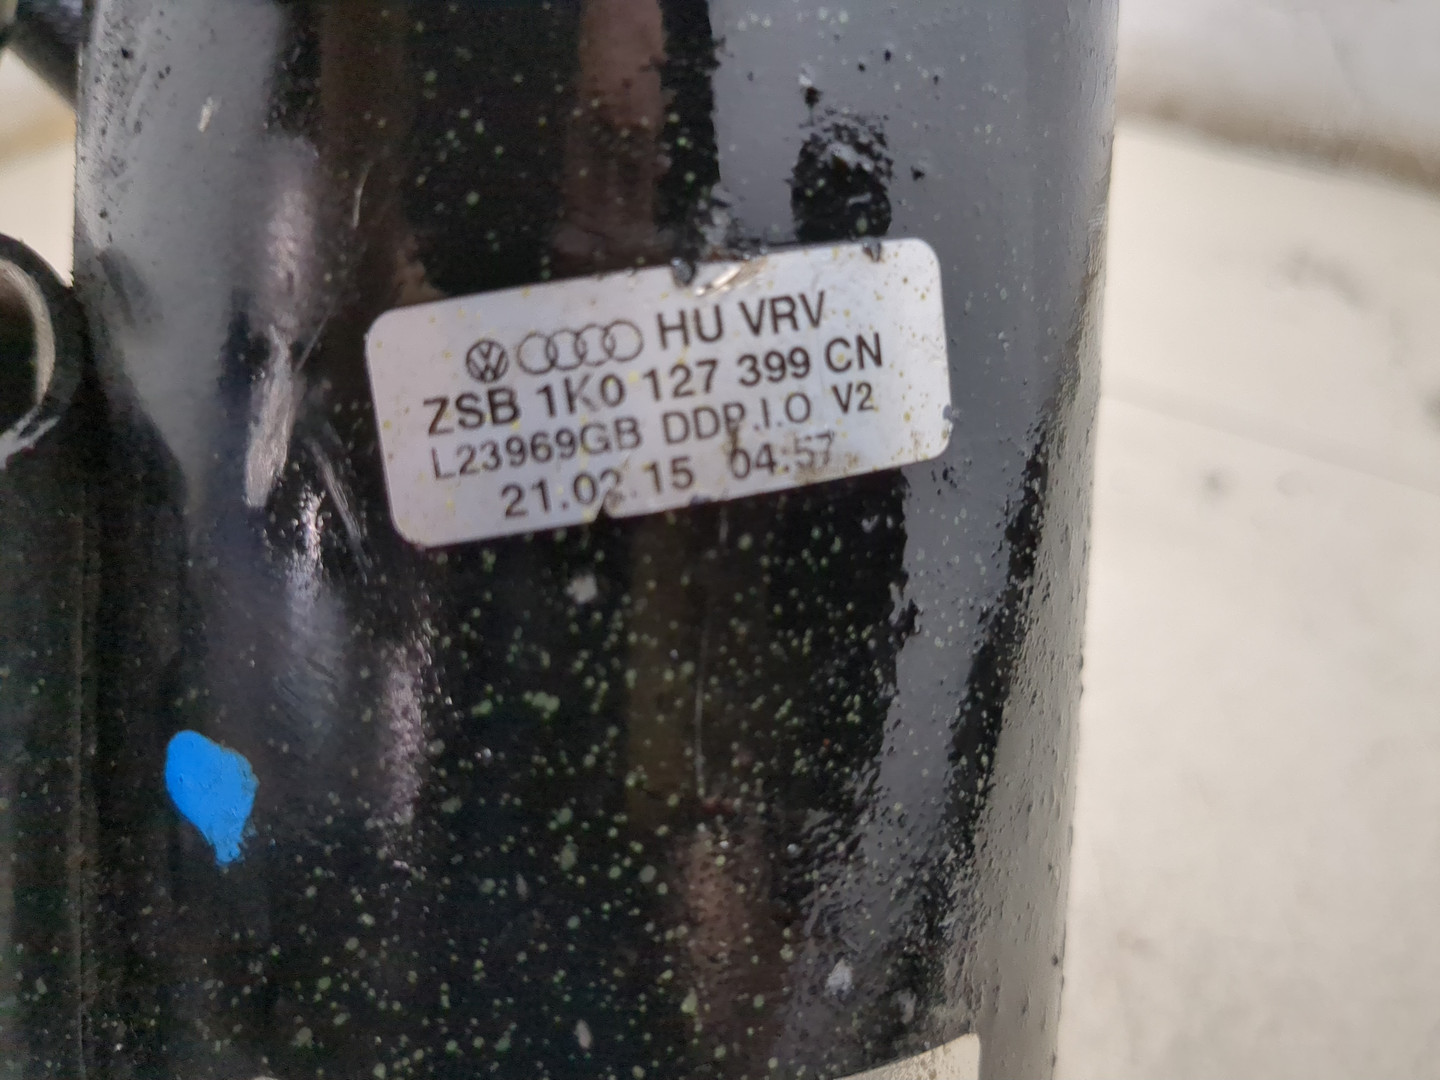 HU VRV
ZSB 1K0 127 399 CN
L23969GB DDP.I.O V2
21.02.15 04:57